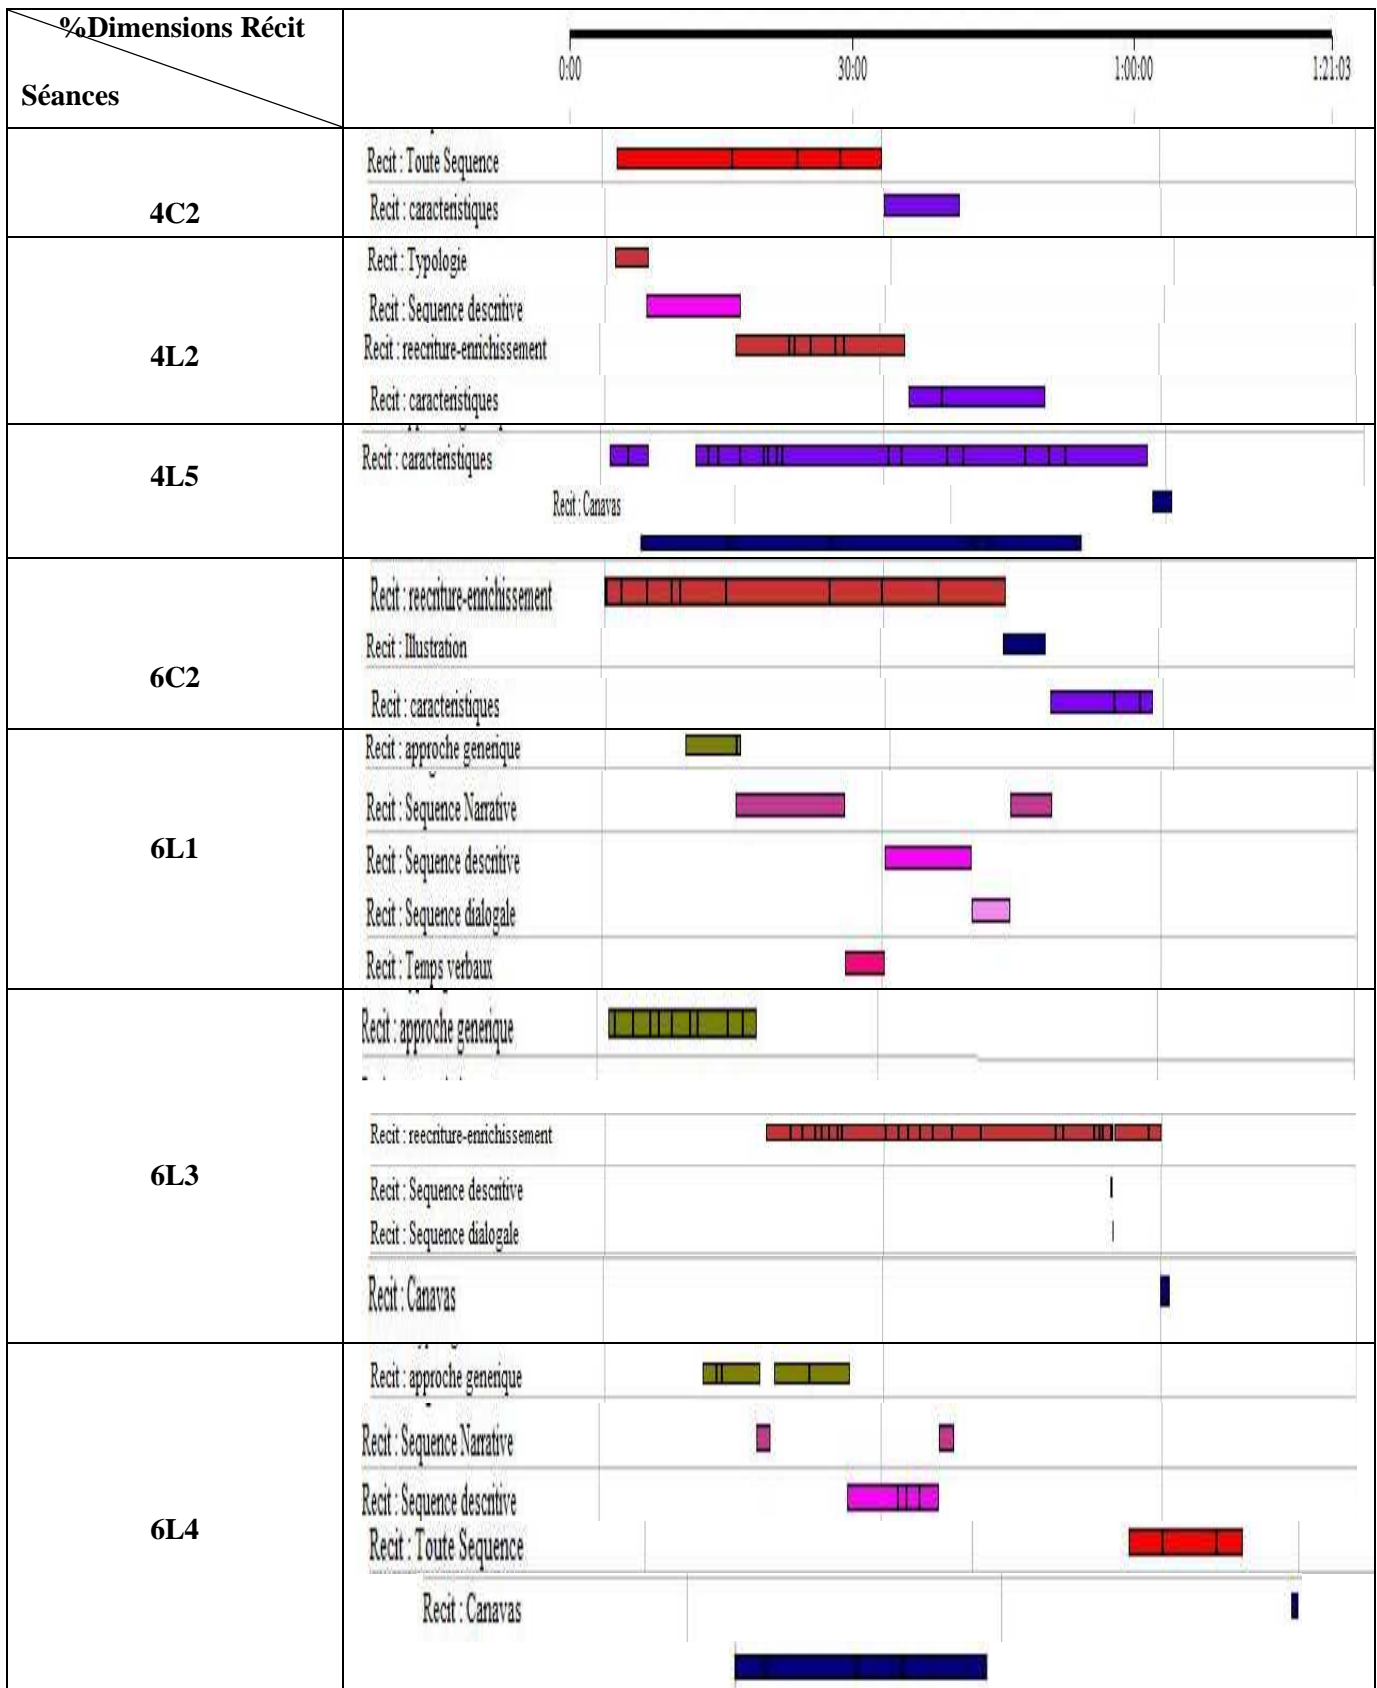 %Dimensions Récit
Séances
0:00 30:00 1:00:00 1:21:03
4C2
Recit : Toute Sequence
Recit : caracteristiques
4L2
Recit : Typologie
Recit : Sequence descritive
Recit : reecriture-enrichissement
Recit : caracteristiques
4L5
Recit : caracteristiques
Recit : Canavas
6C2
Recit : reecriture-enrichissement
Recit : Illustration
Recit : caracteristiques
6L1
Recit : approche generique
Recit : Sequence Narrative
Recit : Sequence descritive
Recit : Sequence dialogale
Recit : Temps verbaux
6L3
Recit : approche generique
Recit : reecriture-enrichissement
Recit : Sequence descritive
Recit : Sequence dialogale
Recit : Canavas
6L4
Recit : approche generique
Recit : Sequence Narrative
Recit : Sequence descritive
Recit : Toute Sequence
Recit : Canavas